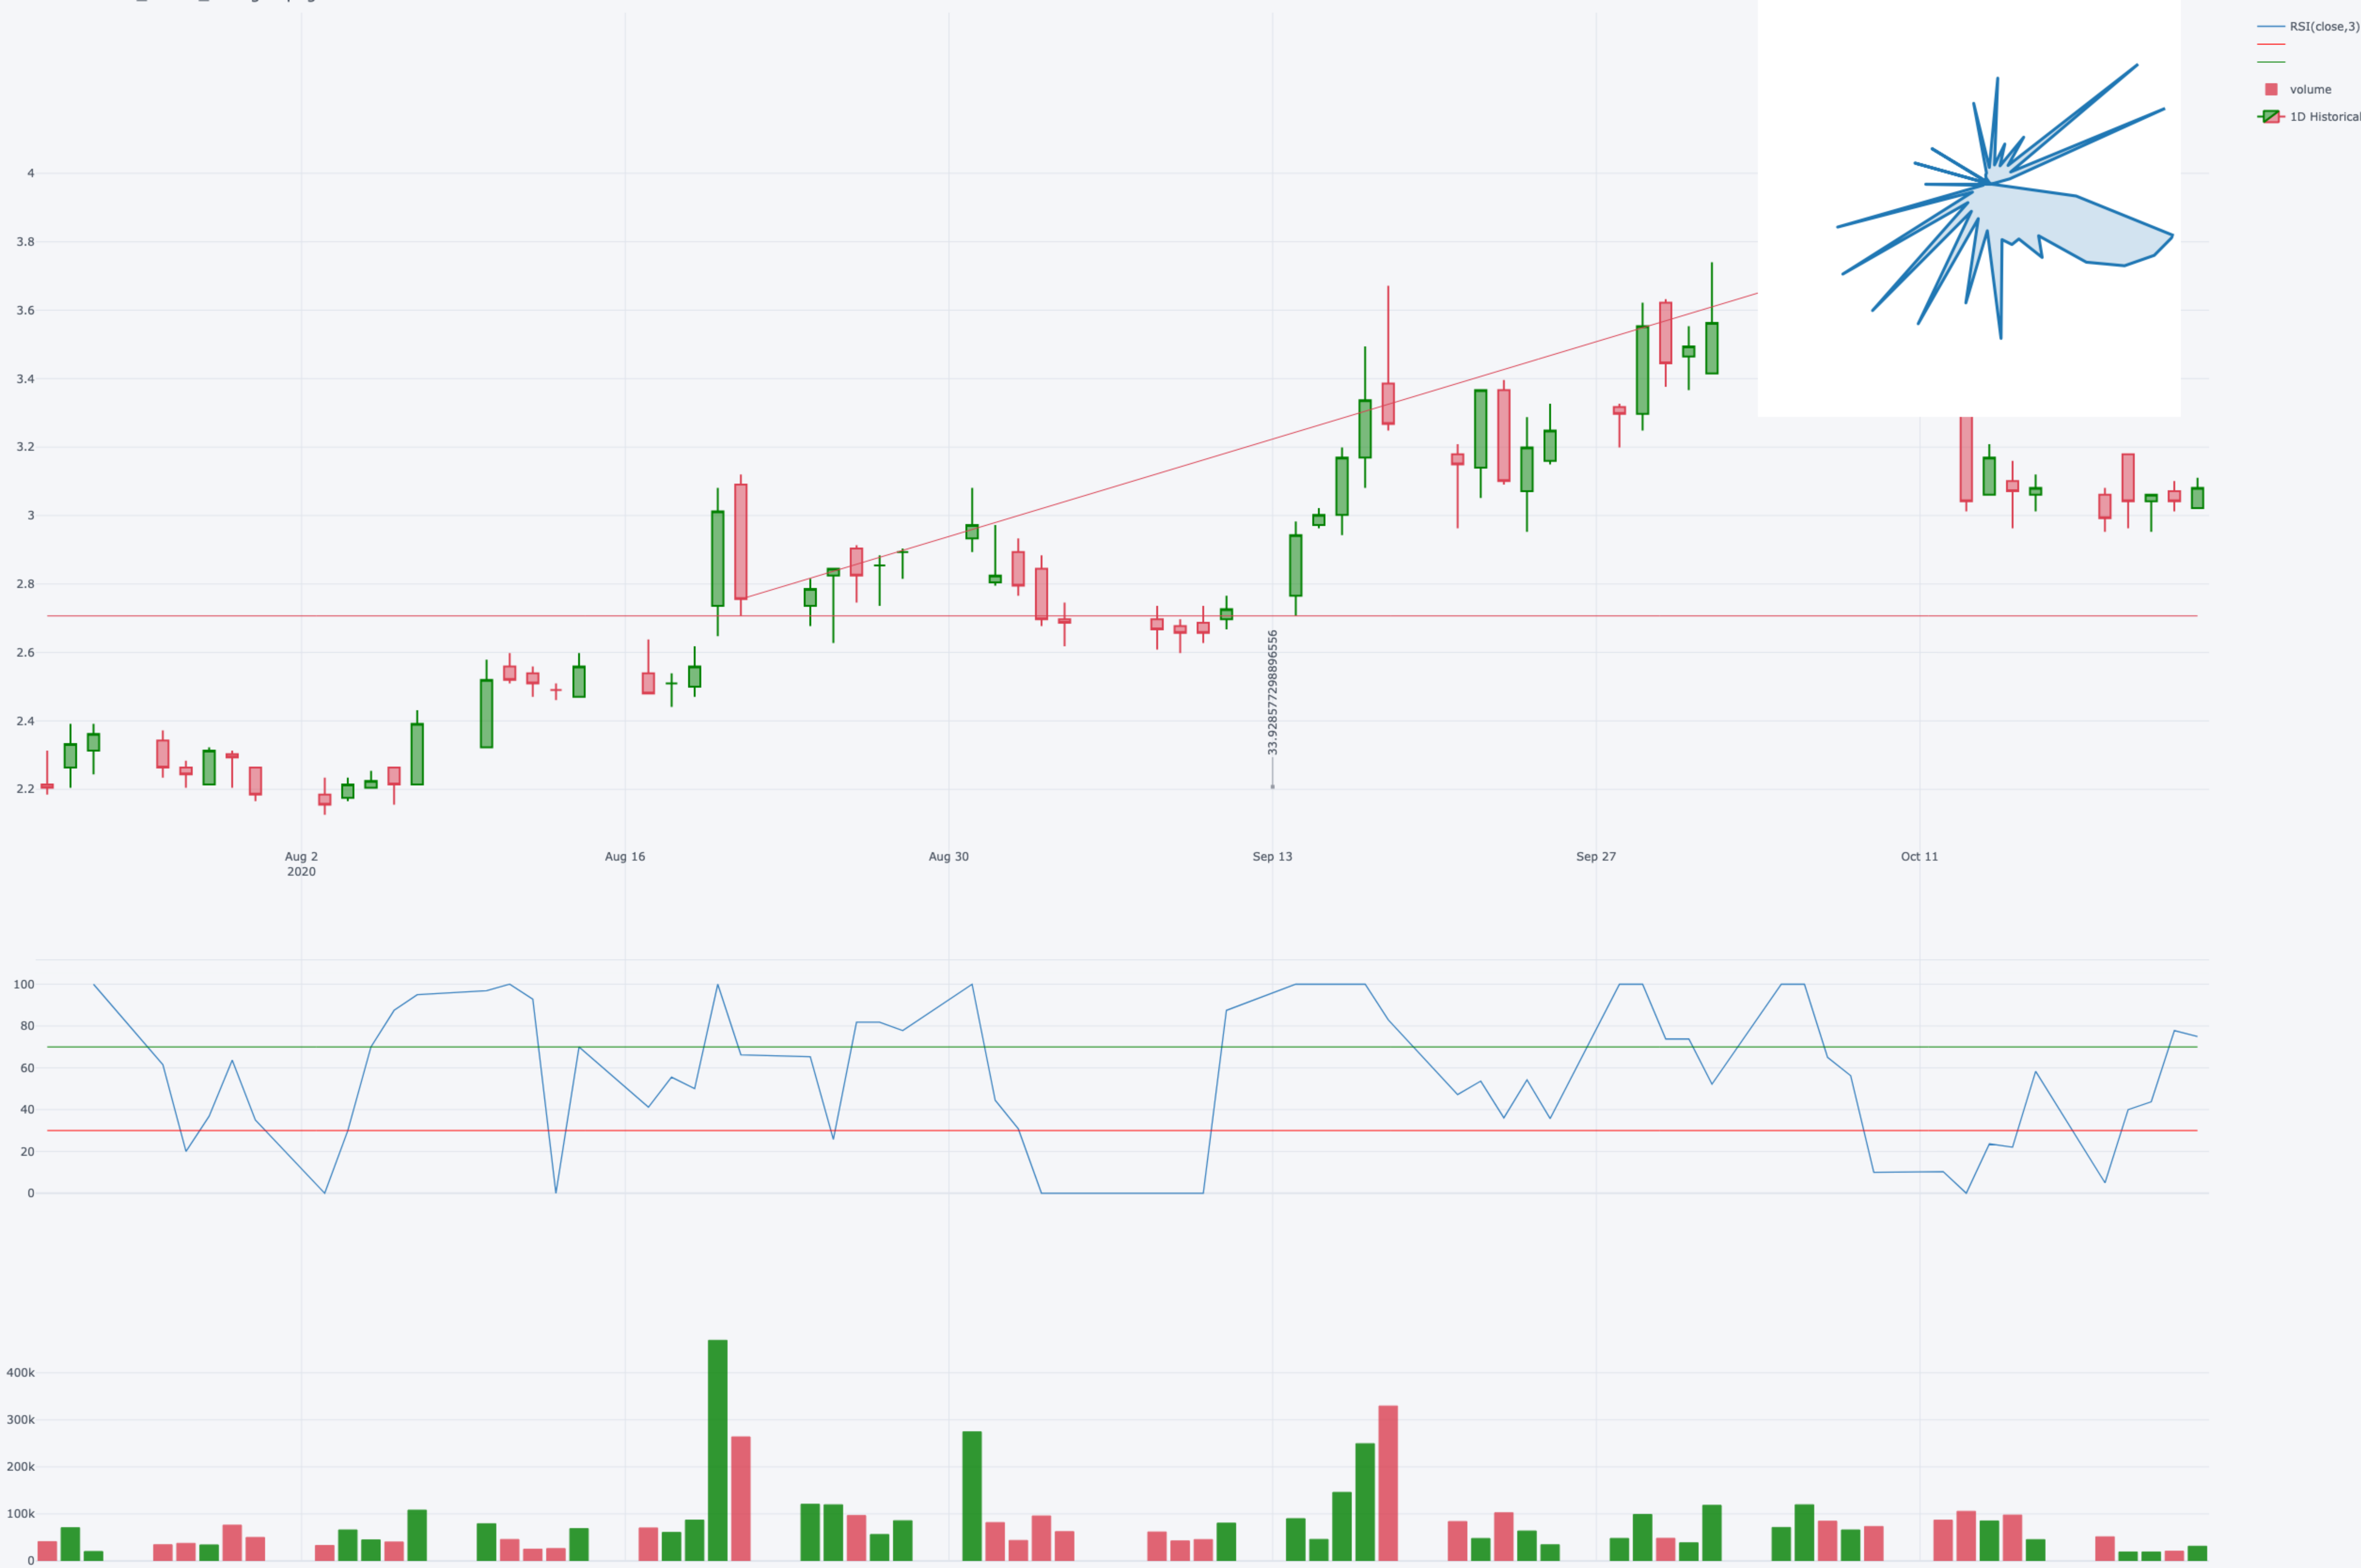 RSI(close,3)
volume
1D Historical
4
3.8
3.6
3.4
3.2
3
2.8
2.6
2.4
2.2
33.92857729889655​6
Aug 2
2020
Aug 16
Aug 30
Sep 13
Sep 27
Oct 11
100
80
60
40
20
0
400k
300k
200k
100k
0